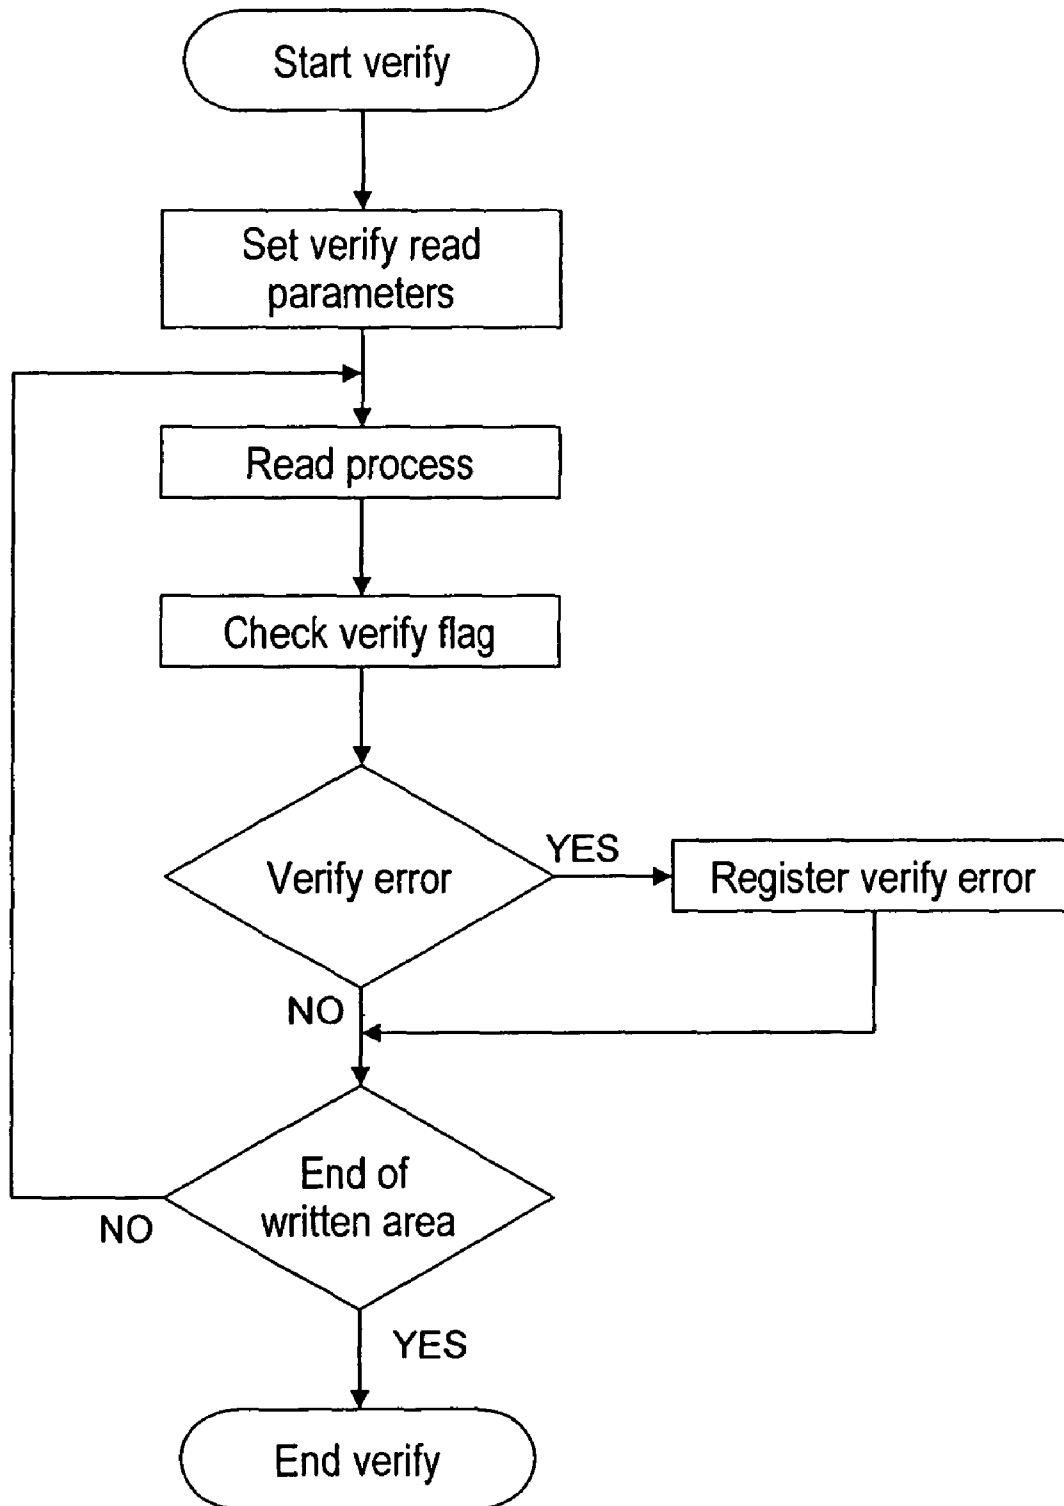 Start verify
Set verify read
parameters
Read process
Check verify flag
Verify error
YES
Register verify error
NO
End of
written area
NO
YES
End verify